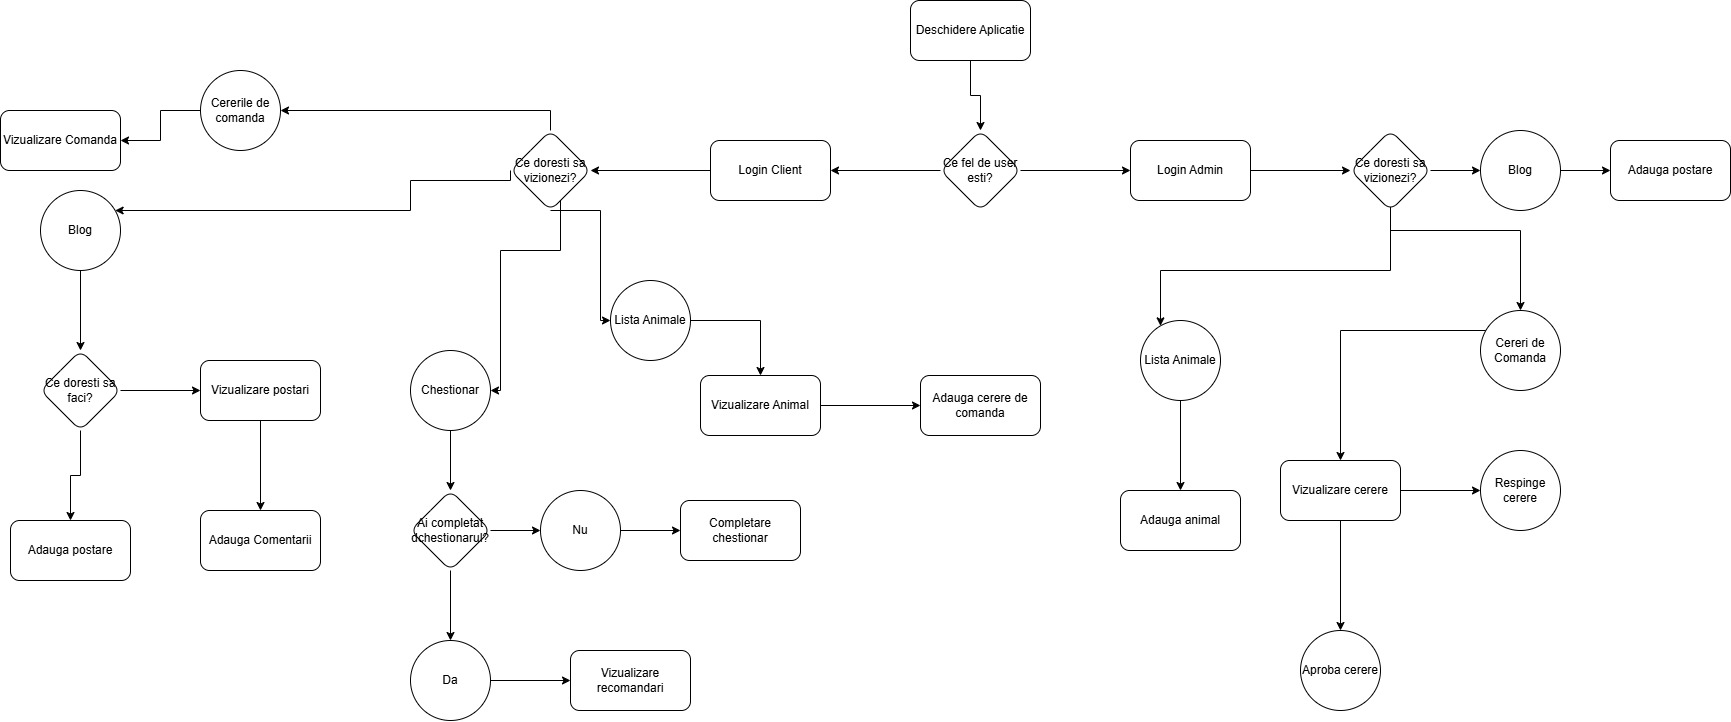 Deschidere Aplicatie
Cererile de
comanda
Vizualizare Comanda
Ce doresti sa
vizionezi?
Login Client
Ce fel de user
esti?
Login Admin
Ce doresti sa
vizionezi?
Blog
Adauga postare
Blog
Lista Animale
Cereri de
Comanda
Lista Animale
Ce doresti sa
faci?
Vizualizare postari
Chestionar
Vizualizare Animal
Adauga cerere de
comanda
Vizualizare cerere
Respinge
cerere
Adauga postare
Adauga Comentarii
Ai completat
dchestionarul?
Nu
Completare
chestionar
Adauga animal
Da
Vizualizare
recomandari
Aproba cerere